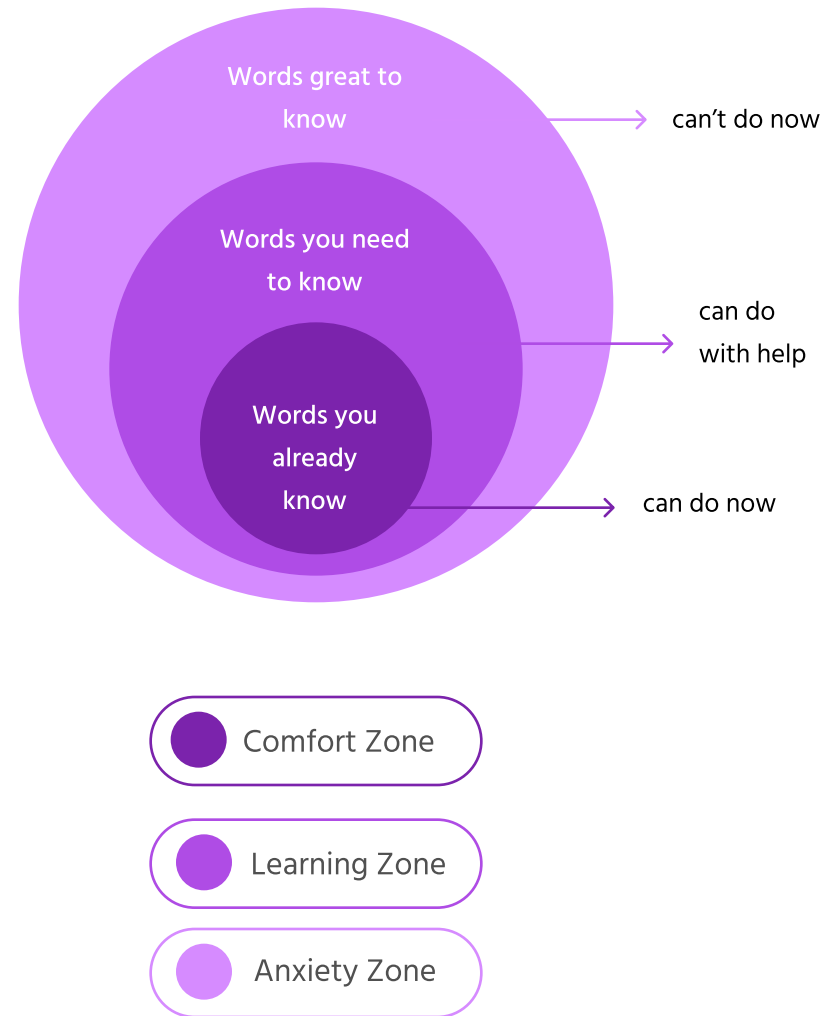 Words great to
know
can’t do now
Words you need
to know
can do
with help
Words you
already
know
can do now
Comfort Zone
Learning Zone
Anxiety Zone